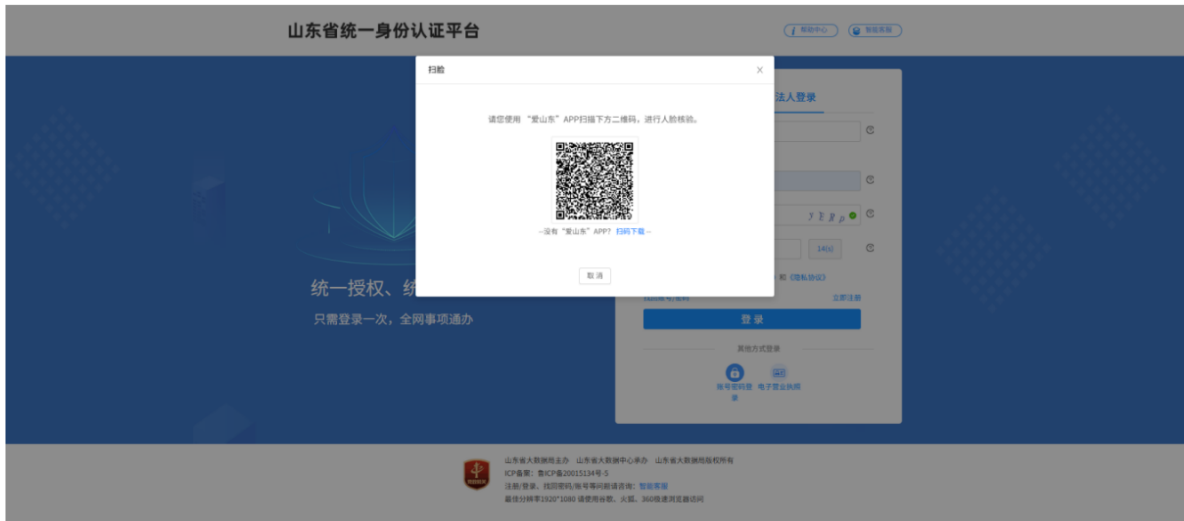 山东省统一身份认证平台
帮助中心
智能客服
扫脸
请您使用 “爱山东” APP扫描下方二维码，进行人脸核验。
--没有 “爱山东” APP？ 扫码下载 --
取 消
法人登录
14(s)
和《隐私协议》
找回账号/密码
立即注册
登 录
统一授权、统
只需登录一次，全网事项通办
其他方式登录
账号密码登
录
电子营业执照
山东省大数据局主办 山东省大数据中心承办 山东省大数据局版权所有
ICP备案：鲁ICP备20015134号-5
注册/登录、找回密码/账号等问题请咨询：智能客服
最佳分辨率1920*1080 请使用谷歌、火狐、360极速浏览器访问